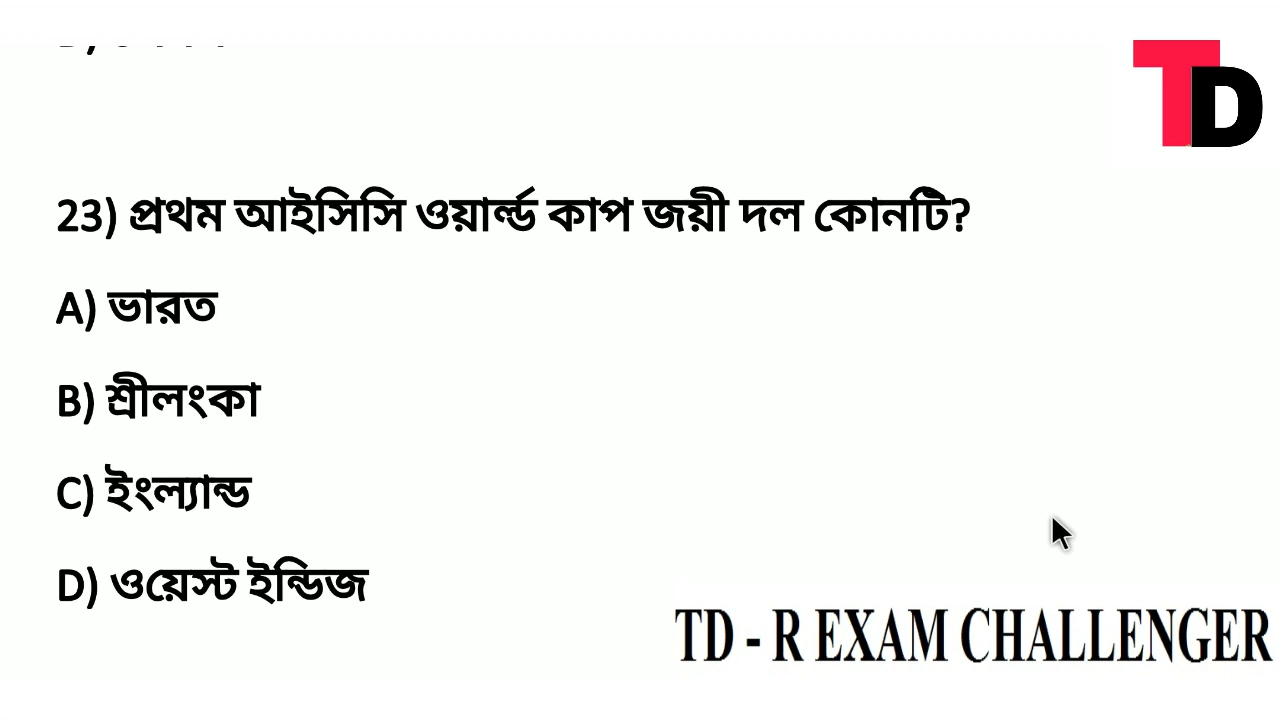 TD
23) প্রথম আইসিসি ওয়ার্ল্ড কাপ জয়ী দল কোনটি?
A) ভারত
B) শ্রীলংকা
C) ইংল্যান্ড
D) ওয়েস্ট ইন্ডিজ
TD - R EXAM CHALLENGER